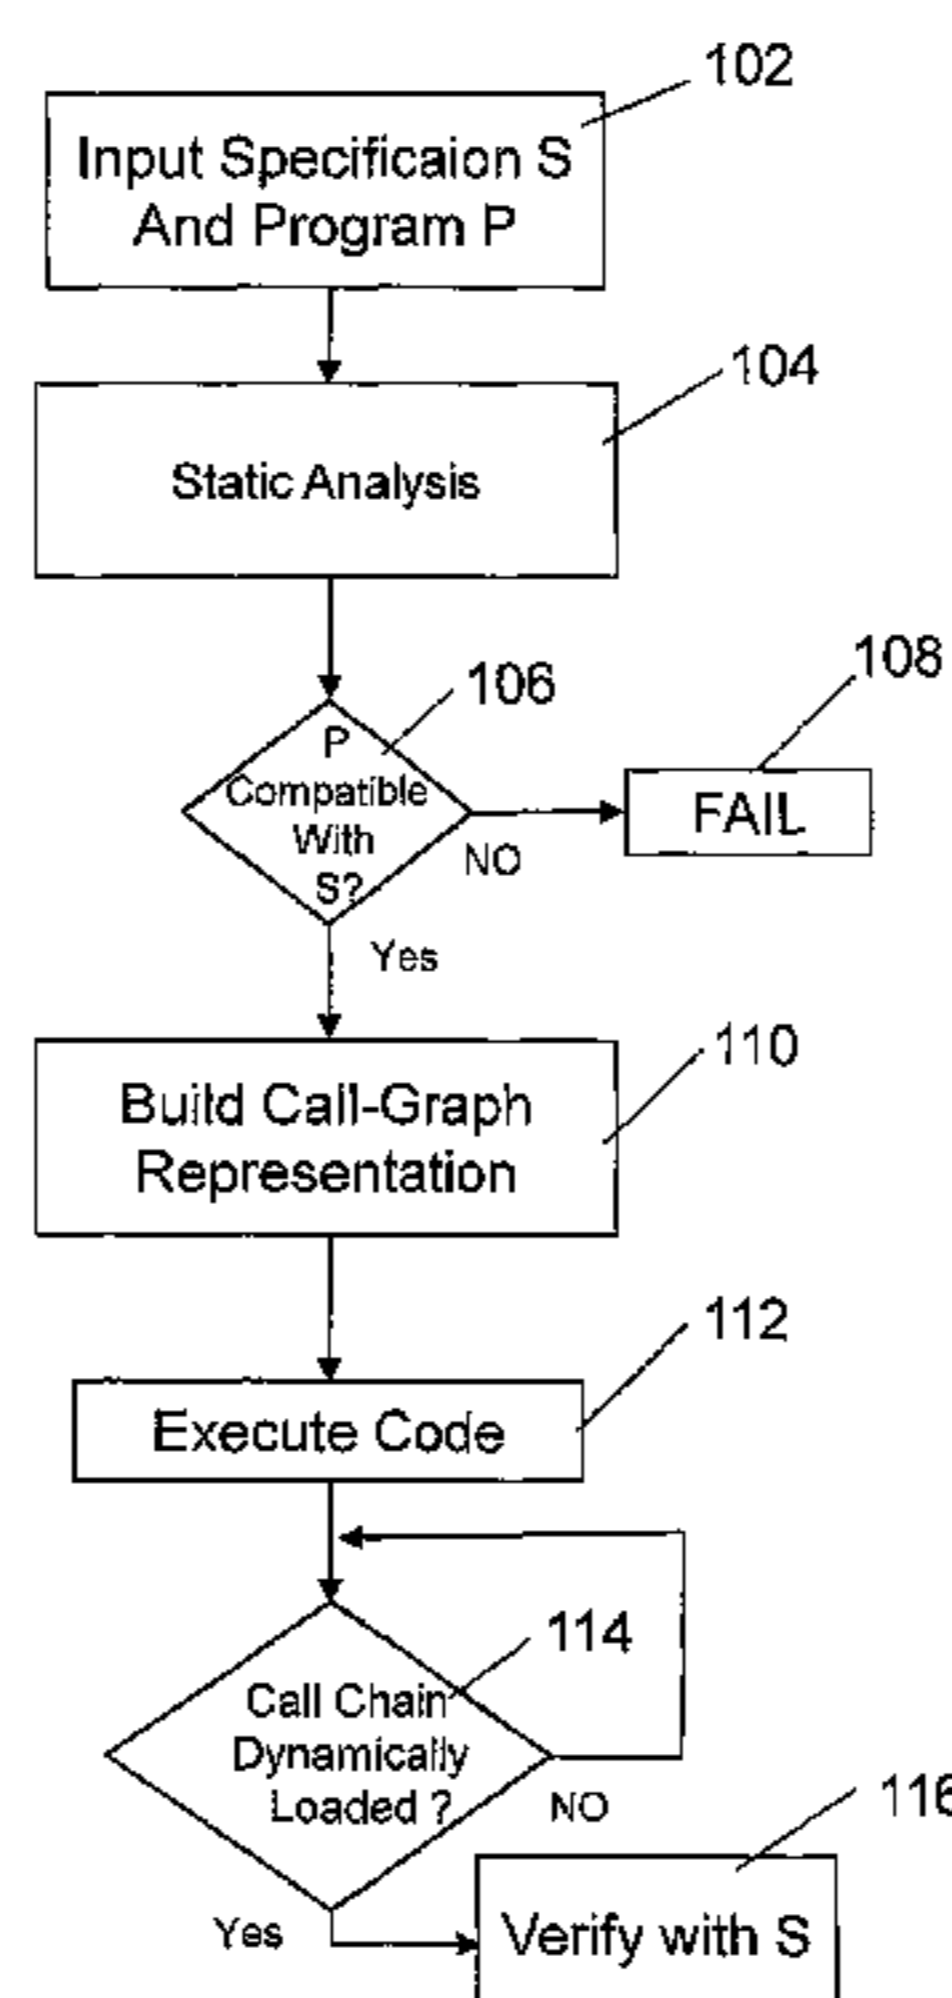 102
Input Specificaion S
And Program P
104
Static Analysis
106
108
P
Compatible
With
S?
FAIL
NO
Yes
110
Build Call-Graph
Representation
112
Execute Code
114
Call Chain
Dynamically
Loaded ?
NO
116
Yes
Verify with S